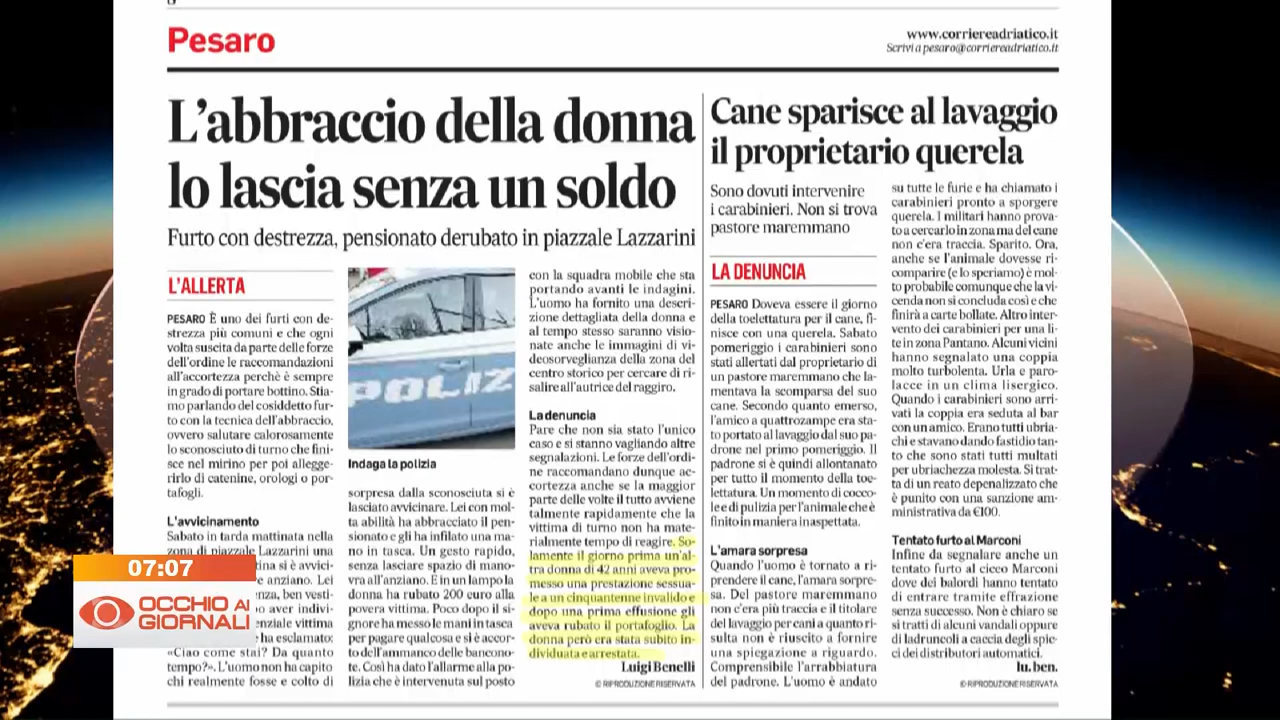 Pesaro
www.corriereadriatico.it
Scrivi a pesaro@corriereadriatico.it
L'abbraccio della donna
lo lascia senza un soldo
Furto con destrezza, pensionato derubato in piazzale Lazzarini
L'ALLERTA
PESARO È uno dei furti con de-
strezza più comuni e che ogni
volta suscita da parte delle forze
dell'ordine le raccomandazioni
all'accortezza perchè è sempre
in grado di portare bottino. Stia-
mo parlando del cosiddetto fur-
to con la tecnica dell'abbraccio,
ovvero salutare calorosamente
lo sconosciuto di turno che fini-
sce nel mirino per poi allegge-
rirlo di catenine, orologi o por-
tafogli.
L'avvicinamento
Sabato in tarda mattinata nella
zona di piazzale Lazzarini una
tina si è avvici-
anziano. Lei
enza, ben vesti-
aver indivi-
enziale vittima
ha esclamato:
«Ciao come stai? Da quanto
tempo?». L'uomo non ha capito
chi realmente fosse e colto di
POLIZ
Indaga la polizia
sorpresa dalla sconosciuta si è
lasciato avvicinare. Lei con mol-
ta abilità ha abbracciato il pen-
sionato e gli ha infilato una ma-
no in tasca. Un gesto rapido,
senza lasciare spazio di mano-
vra all'anziano. E in un lampo la
donna ha rubato 200 euro alla
povera vittima. Poco dopo il si-
gnore ha messo le mani in tasca
per pagare qualcosa e si è accor-
to dell'ammanco delle banco-
te. Così ha dato l'allarme alla po-
lizia che è intervenuta sul posto
con la squadra mobile che sta
portando avanti le indagini.
L'uomo ha fornito una descri-
zione dettagliata della donna e
al tempo stesso saranno visio-
nate anche le immagini di vi-
deosorveglianza della zona del
centro storico per cercare di ri-
salire all'autrice del raggiro.
La denuncia
Pare che non sia stato l'unico
caso e si stanno vagliando altre
segnalazioni. Le forze dell'ordi-
ne raccomandano dunque ac-
cortezza anche se la maggior
parte delle volte il tutto avviene
talmente rapidamente che la
vittima di turno non ha mate-
rialmente tempo di reagire. So-
lamente il giorno prima un'al-
tra donna di 42 anni aveva pro-
messo una prestazione sessua-
le a un cinquantenne invalido e
dopo una prima effusione gli
aveva rubato il portafoglio. La
donna però era stata subito in-
dividuata e arrestata.
Luigi Benelli
© RIPRODUZIONE RISERVATA
Cane sparisce al lavaggio
il proprietario querela
Sono dovuti intervenire
i carabinieri. Non si trova
pastore maremmano
LA DENUNCIA
PESARO Doveva essere il giorno
della toelettatura per il cane, fi-
nisce con una querela. Sabato
pomeriggio i carabinieri sono
stati allertati dal proprietario di
un pastore maremmano che la-
mentava la scomparsa del suo
cane. Secondo quanto emerso,
l'amico a quattrozampe era sta-
to portato al lavaggio dal suo pa-
drone nel primo pomeriggio. Il
padrone si è quindi allontanato
per tutto il momento della toe-
lettatura. Un momento di cocco-
le e di pulizia per l'animale che è
finito in maniera inaspettata.
L'amara sorpresa
Quando l'uomo è tornato a ri-
prendere il cane, l'amara sorpre-
sa. Del pastore maremmano
non c'era più traccia e il titolare
del lavaggio per cani a quanto ri-
sulta non è riuscito a fornire
una spiegazione a riguardo.
Comprensibile l'arrabbiatura
del padrone. L'uomo è andato
su tutte le furie e ha chiamato i
carabinieri pronto a sporgere
querela. I militari hanno prova-
to a cercarlo in zona ma del cane
non c'era traccia. Sparito. Ora,
anche se l'animale dovesse ri-
comparire (e lo speriamo) è mol-
to probabile comunque che la vi-
cenda non si concluda così e che
finirà a carte bollate. Altro inter-
vento dei carabinieri per una li-
te in zona Pantano. Alcuni vicini
hanno segnalato una coppia
molto turbolenta. Urla e paro-
lacce in un clima lisergico.
Quando i carabinieri sono arri-
vati la coppia era seduta al bar
con un amico. Erano tutti ubria-
chi e stavano dando fastidio tan-
to che sono stati tutti multati
per ubriachezza molesta. Si trat-
ta di un reato depenalizzato che
è punito con una sanzione am-
ministrativa da €100.
Tentato furto al Marconi
Infine da segnalare anche un
tentato furto al liceo Marconi
dove dei balordi hanno tentato
di entrare tramite effrazione
senza successo. Non è chiaro se
si tratti di alcuni vandali oppure
di ladruncoli a caccia degli spic-
ci dei distributori automatici.
lu. ben.
© RIPRODUZIONE RISERVATA
07:07
OCCHIO AI
GIORNALI